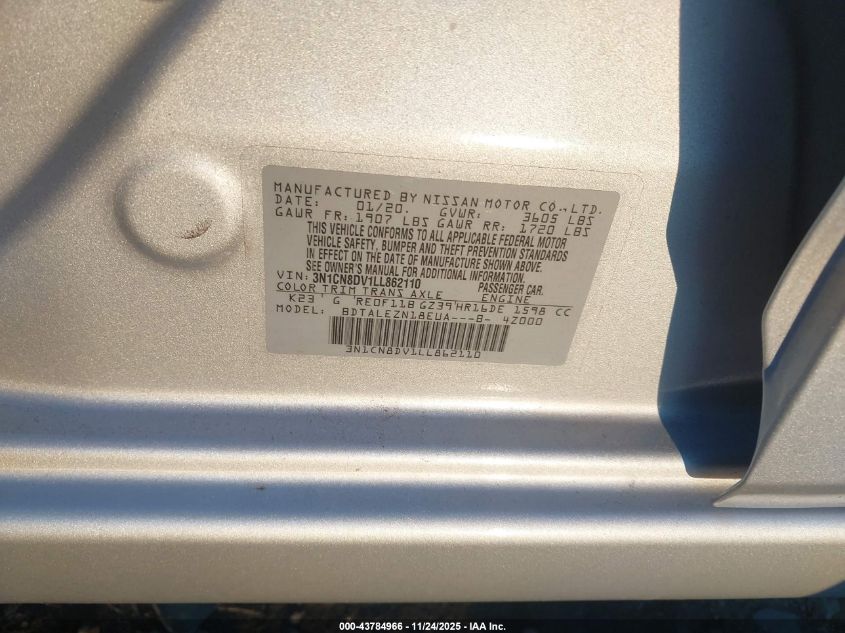 MANUFACTURED BY NISSAN MOTOR CO., LTD.
DATE: 01/20. GVWR: 3605 LBS
GAWR FR: 1907 LBS GAWR RR: 1720 LBS
THIS VEHICLE CONFORMS TO ALL APPLICABLE FEDERAL MOTOR
VEHICLE SAFETY, BUMPER AND THEFT PREVENTION STANDARDS
IN EFFECT ON THE DATE OF MANUFACTURE SHOWN ABOVE.
SEE OWNER'S MANUAL FOR ADDITIONAL INFORMATION
VIN: 3N1CN8DV1LL862110 PASSENGER CAR.
COLOR TRIM TRANS AXLE ENGINE
K23 G RE0F11B GZ39 HR16DE 1598 CC
MODEL: BDTALEZN18EUA---B- 4Z000
3N1CN8DV1LL862110
000-43784966 - 11/24/2025 - IAA Inc.